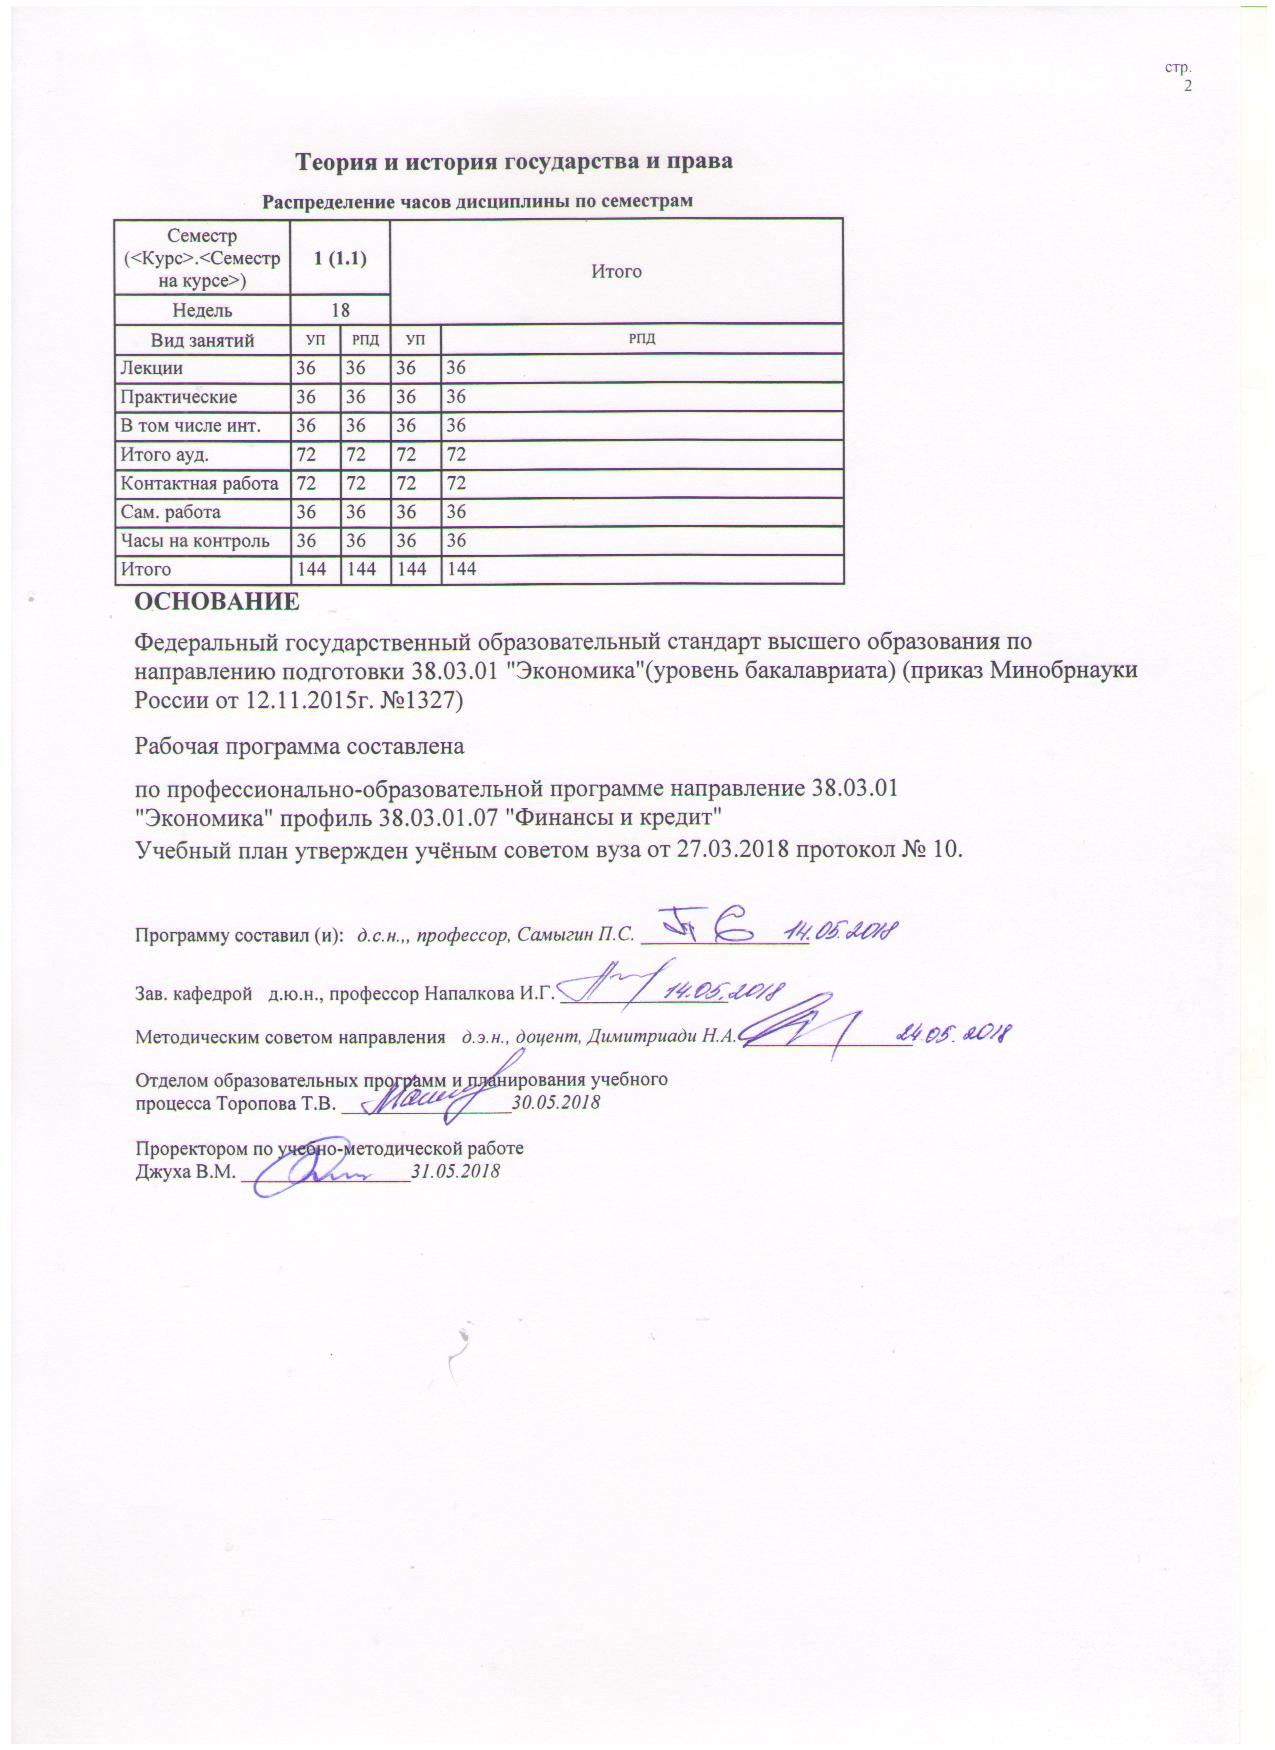 стр.
2
Теория и история государства и права
Распределение часов дисциплины по семестрам
Семестр
(<Курс>.<Семестр
на курсе>)
1 (1.1)
Итого
Недель 18
Вид занятий УП РПД УП РПД
Лекции 36 36 36 36
Практические 36 36 36 36
В том числе инт. 36 36 36 36
Итого ауд. 72 72 72 72
Контактная работа 72 72 72 72
Сам. работа 36 36 36 36
Часы на контроль 36 36 36 36
Итого 144 144 144 144
ОСНОВАНИЕ
Федеральный государственный образовательный стандарт высшего образования по
направлению подготовки 38.03.01 "Экономика"(уровень бакалавриата) (приказ Минобрнауки
России от 12.11.2015г. №1327)
Рабочая программа составлена
по профессионально-образовательной программе направление 38.03.01
"Экономика" профиль 38.03.01.07 "Финансы и кредит"
Учебный план утвержден учёным советом вуза от 27.03.2018 протокол № 10.
Программу составил (и): д.с.н.,, профессор, Самыгин П.С. 14.05.2018
Зав. кафедрой д.ю.н., профессор Напалкова И.Г. 14.05.2018
Методическим советом направления д.э.н., доцент, Димитриади Н.А. 24.05.2018
Отделом образовательных программ и планирования учебного
процесса Торопова Т.В. 30.05.2018
Проректором по учебно-методической работе
Джуха В.М. 31.05.2018